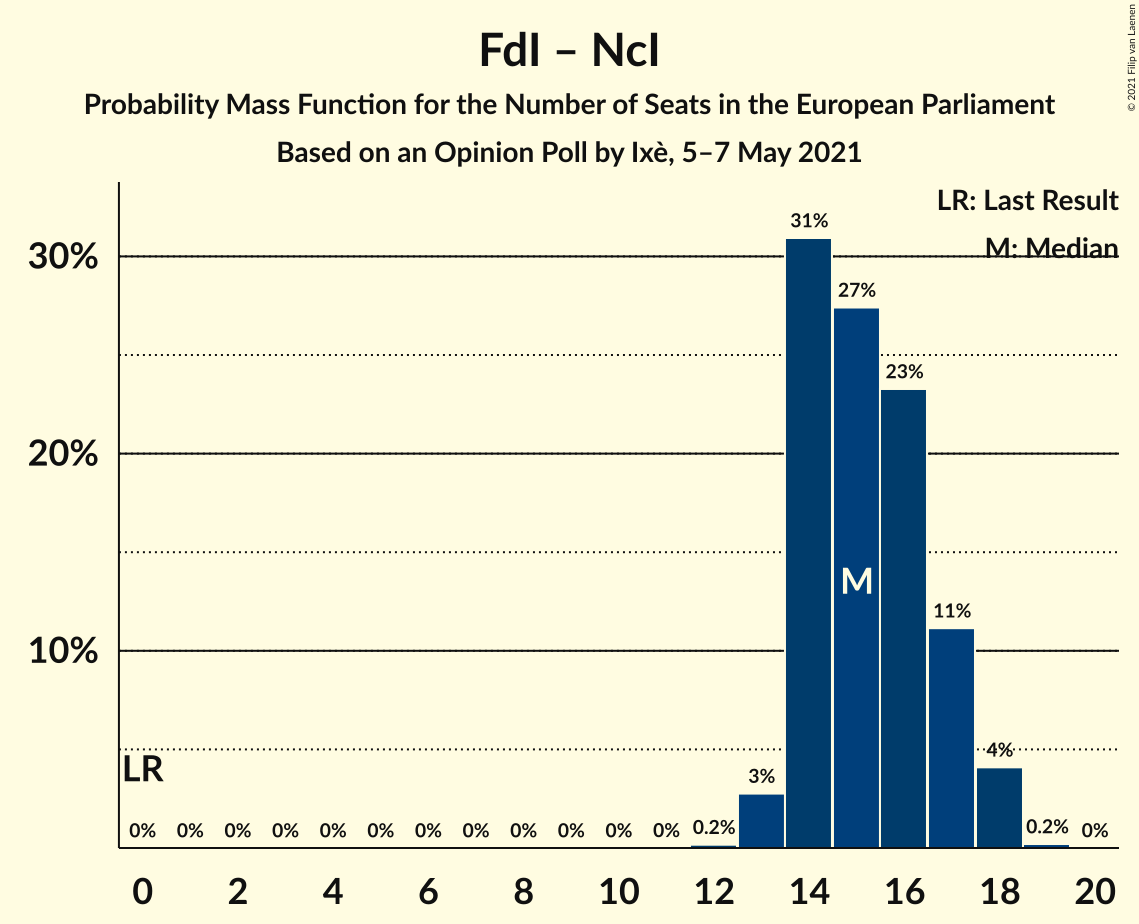 FdI – NcI
Probability Mass Function for the Number of Seats in the European Parliament
Based on an Opinion Poll by Ixè, 5–7 May 2021
© 2021 Filip van Laenen
LR: Last Result
M: Median
30%
20%
10%
31%
27%
23%
11%
4%
3%
M
LR
0% 0% 0% 0% 0% 0% 0% 0% 0% 0% 0% 0% 0.2% 0.2% 0%
0 2 4 6 8 10 12 14 16 18 20